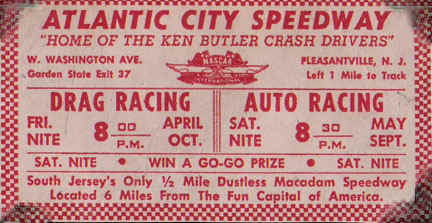 ATLANTIC CITY SPEEDWAY
"HOME OF THE KEN BUTLER CRASH DRIVERS"
W. WASHINGTON AVE.
Garden State Exit 37
NASCAR
INTERNATIONAL
PLEASANTVILLE, N. J.
Left 1 Mile to Track
DRAG RACING
FRI. NITE
8 00 P.M.
APRIL OCT.
AUTO RACING
SAT. NITE
8 30 P.M.
MAY SEPT.
SAT. NITE • WIN A GO-GO PRIZE • SAT. NITE
South Jersey's Only ½ Mile Dustless Macadam Speedway
Located 6 Miles From The Fun Capital of America.